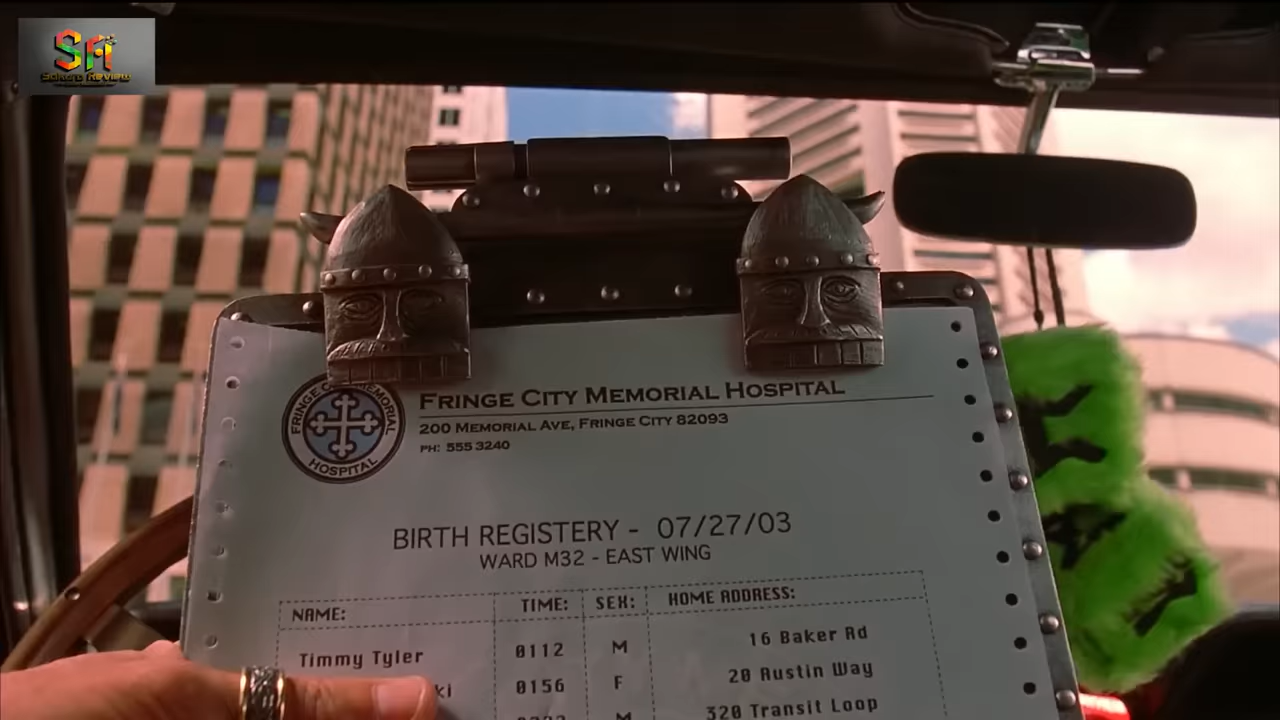 SR
Sakon Review
FRINGE CITY MEMORIAL
HOSPITAL
FRINGE CITY MEMORIAL HOSPITAL
200 MEMORIAL AVE, FRINGE CITY 82093
PH: 555 3240
BIRTH REGISTERY - 07/27/03
WARD M32 - EAST WING
NAME: TIME: SEX: HOME ADDRESS:
Timmy Tyler 0112 M 16 Baker Rd
ki 0156 F 20 Austin Way
M 320 Transit Loop